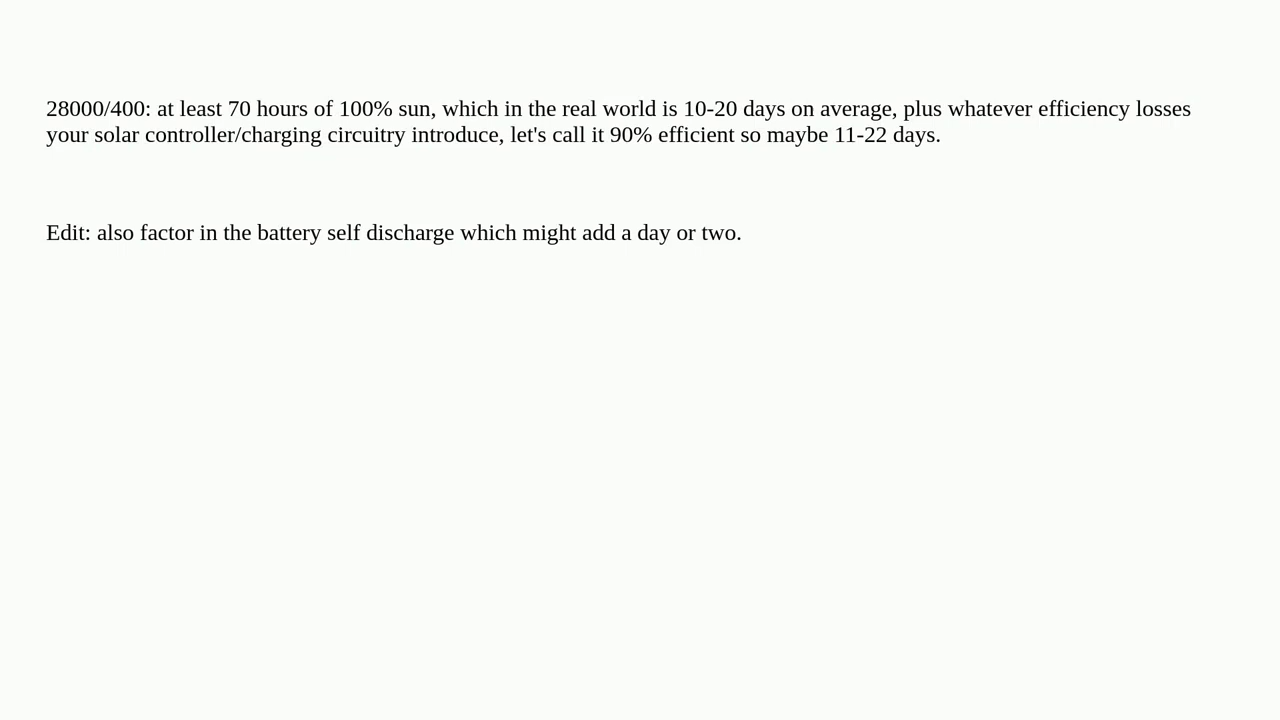 28000/400: at least 70 hours of 100% sun, which in the real world is 10-20 days on average, plus whatever efficiency losses
your solar controller/charging circuitry introduce, let's call it 90% efficient so maybe 11-22 days.
Edit: also factor in the battery self discharge which might add a day or two.